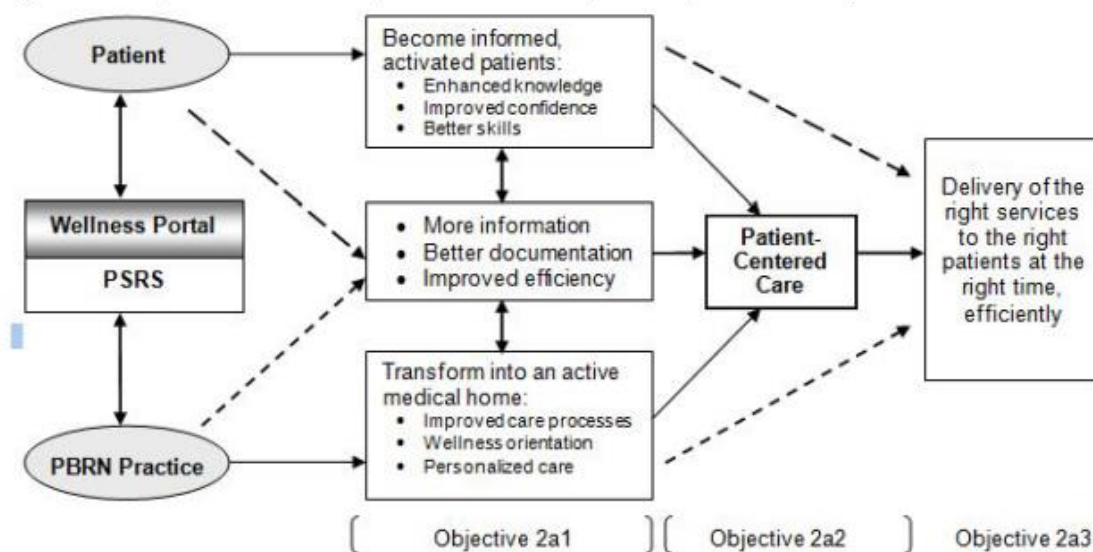 Patient
Become informed,
activated patients:
• Enhanced knowledge
• Improved confidence
• Better skills
Wellness Portal
PSRS
• More information
• Better documentation
• Improved efficiency
Patient-
Centered
Care
Delivery of the
right services
to the right
patients at the
right time,
efficiently
PBRN Practice
Transform into an active
medical home:
• Improved care processes
• Wellness orientation
• Personalized care
Objective 2a1
Objective 2a2
Objective 2a3